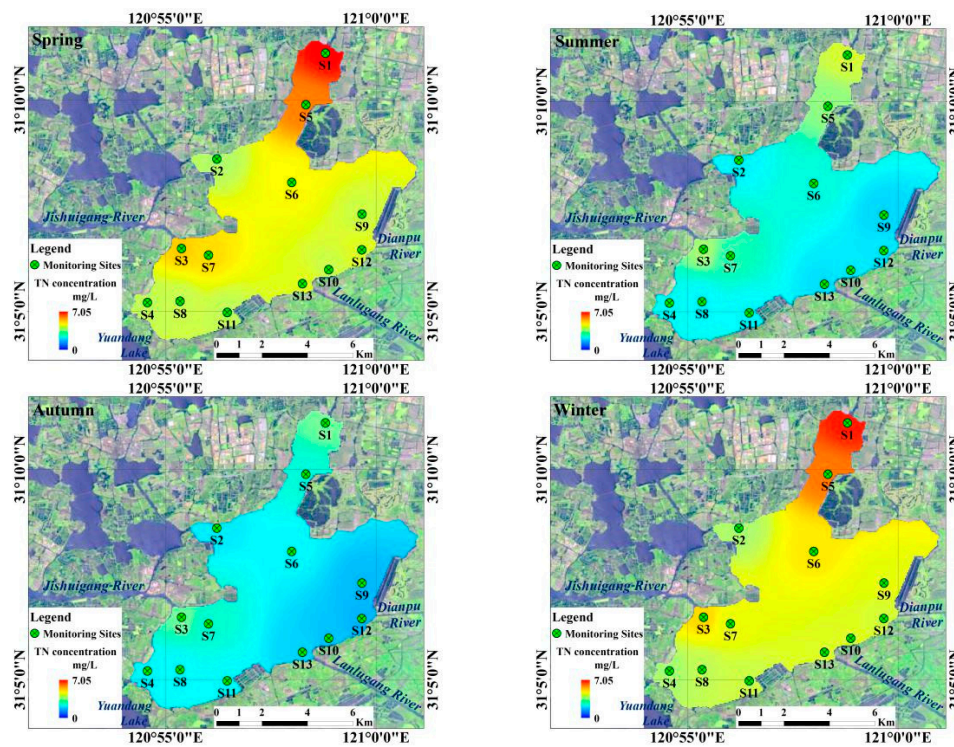 120°55'0"E 121°0'0"E
Spring
31°10'0"N
31°5'0"N
S1
S5
S2
S6
S9
S3
S7
S12
S10
S13
S4
S8
S11
Jishuigang-River
Dianpu
River
Lanlugang River
Yuandang
Lake
Legend
Monitoring Sites
TN concentration
mg/L
7.05
0
0 1 2 4 6
Km
31°10'0"N
31°5'0"N
120°55'0"E 121°0'0"E
120°55'0"E 121°0'0"E
Summer
31°10'0"N
31°5'0"N
S1
S5
S2
S6
S9
S3
S7
S12
S10
S13
S4
S8
S11
Jishuigang-River
Dianpu
River
Lanlugang River
Yuandang
Lake
Legend
Monitoring Sites
TN concentration
mg/L
7.05
0
0 1 2 4 6
Km
31°10'0"N
31°5'0"N
120°55'0"E 121°0'0"E
Autumn
31°10'0"N
31°5'0"N
S1
S5
S2
S6
S9
S3
S7
S12
S10
S13
S4
S8
S11
Jishuigang-River
Dianpu
River
Lanlugang River
Yuandang
Lake
Legend
Monitoring Sites
TN concentration
mg/L
7.05
0
0 1 2 4 6
Km
31°10'0"N
31°5'0"N
120°55'0"E 121°0'0"E
Winter
31°10'0"N
31°5'0"N
S1
S5
S2
S6
S9
S3
S7
S12
S10
S13
S4
S8
S11
Jishuigang-River
Dianpu
River
Lanlugang River
Yuandang
Lake
Legend
Monitoring Sites
TN concentration
mg/L
7.05
0
0 1 2 4 6
Km
31°10'0"N
31°5'0"N
120°55'0"E 121°0'0"E